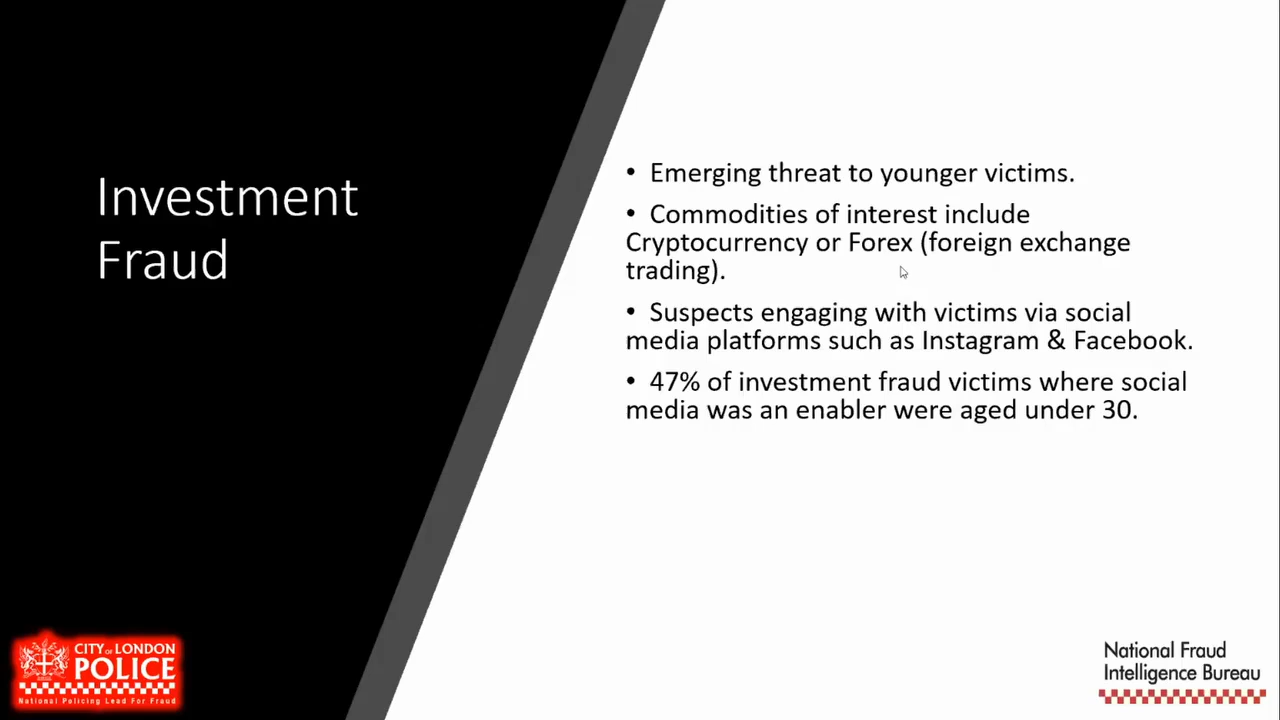 Investment
Fraud
• Emerging threat to younger victims.
• Commodities of interest include
Cryptocurrency or Forex (foreign exchange
trading).
• Suspects engaging with victims via social
media platforms such as Instagram & Facebook.
• 47% of investment fraud victims where social
media was an enabler were aged under 30.
CITY OF LONDON
POLICE
National Policing Lead For Fraud
National Fraud
Intelligence Bureau